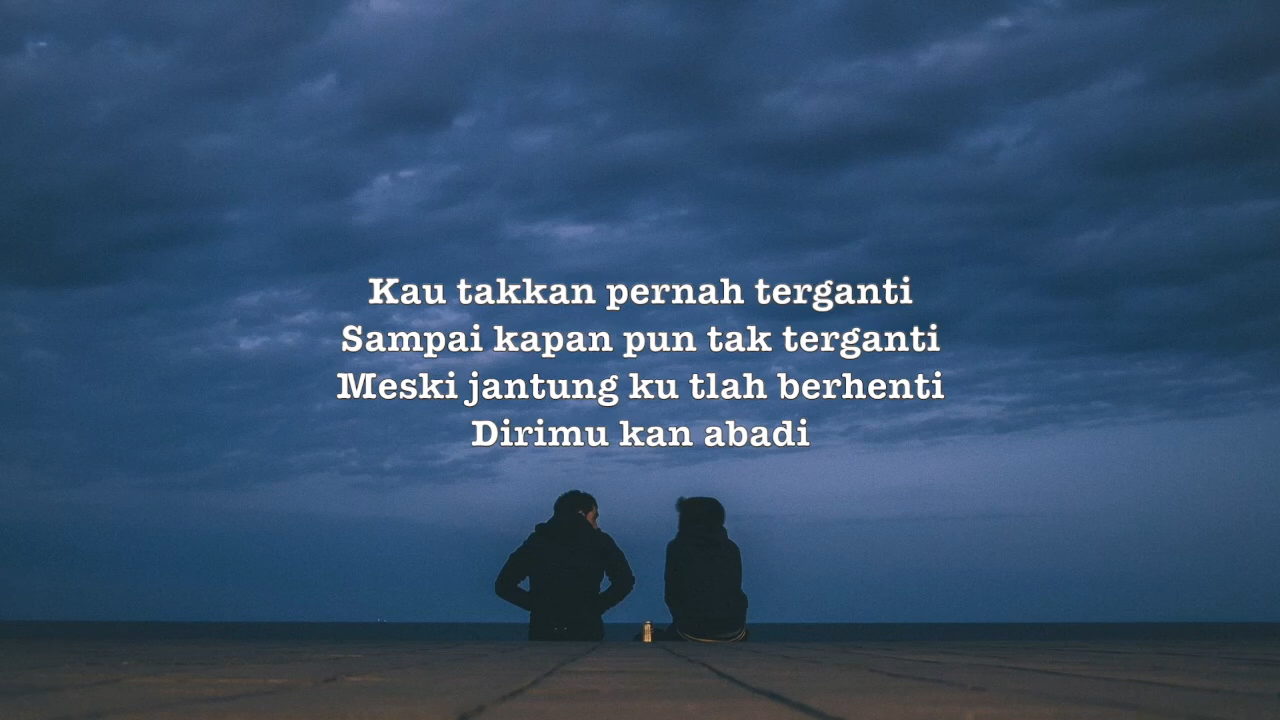 Kau takkan pernah terganti
Sampai kapan pun tak terganti
Meski jantung ku tlah berhenti
Dirimu kan abadi